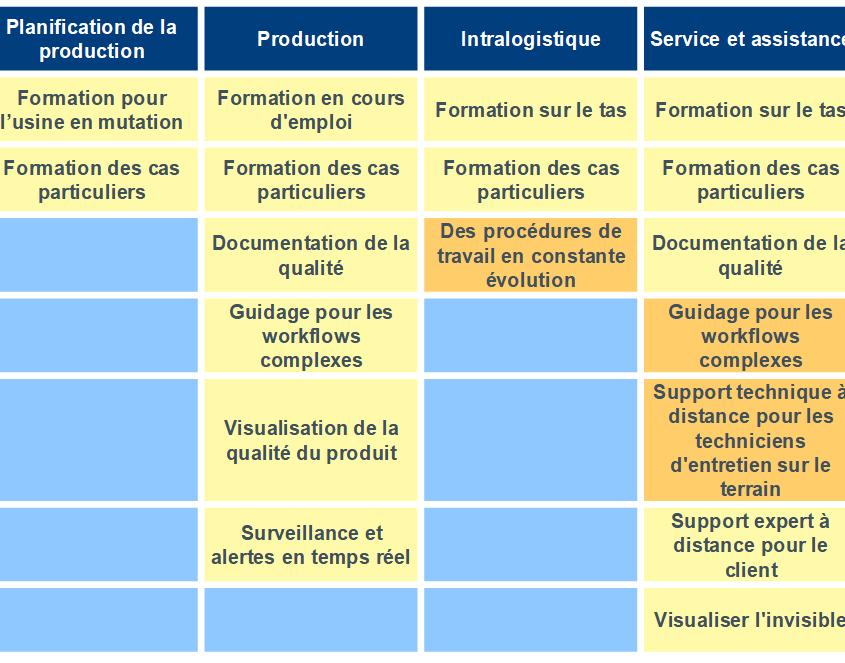 Planification de la
production
Production
Intralogistique
Service et assistance
Formation pour
l’usine en mutation
Formation en cours
d'emploi
Formation sur le tas
Formation sur le tas
Formation des cas
particuliers
Formation des cas
particuliers
Formation des cas
particuliers
Formation des cas
particuliers
Documentation de la
qualité
Des procédures de
travail en constante
évolution
Documentation de la
qualité
Guidage pour les
workflows
complexes
Guidage pour les
workflows
complexes
Visualisation de la
qualité du produit
Support technique à
distance pour les
techniciens
d'entretien sur le
terrain
Surveillance et
alertes en temps réel
Support expert à
distance pour le
client
Visualiser l'invisible